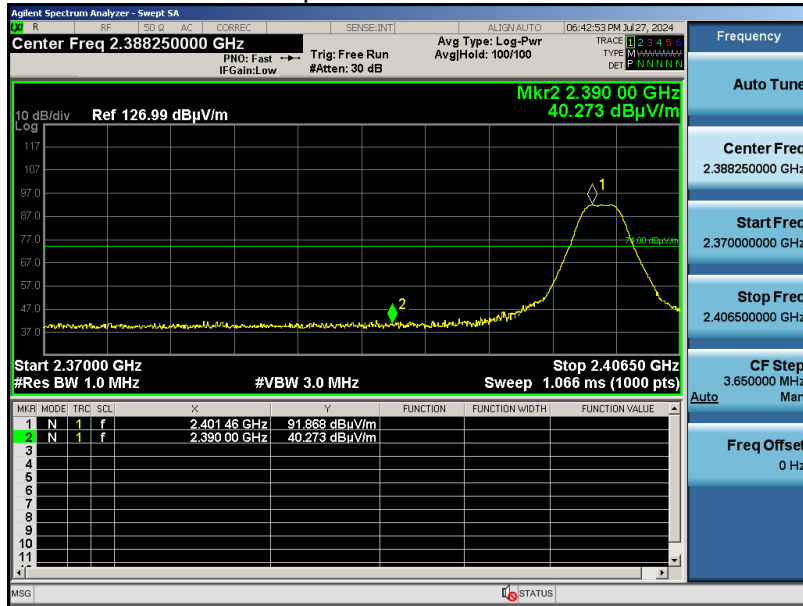 Agilent Spectrum Analyzer - Swept SA
LXI R RF 50 Ω AC CORREC SENSE:INT ALIGN AUTO 06:42:53 PM Jul 27, 2024
Center Freq 2.388250000 GHz
PNO: Fast
IFGain:Low
Trig: Free Run
#Atten: 30 dB
Avg Type: Log-Pwr
Avg|Hold: 100/100
TRACE 1 2 3 4 5 6
TYPE M
DET P N N N N N
Mkr2 2.390 00 GHz
40.273 dBµV/m
10 dB/div Ref 126.99 dBµV/m
Log
117
107
97.0
87.0
77.0
67.0
57.0
47.0
37.0
1
2
74.00 dBµV/m
Start 2.37000 GHz Stop 2.40650 GHz
#Res BW 1.0 MHz #VBW 3.0 MHz Sweep 1.066 ms (1000 pts)
MKR MODE TRC SCL X Y FUNCTION FUNCTION WIDTH FUNCTION VALUE
1 N 1 f 2.401 46 GHz 91.868 dBµV/m
2 N 1 f 2.390 00 GHz 40.273 dBµV/m
3
4
5
6
7
8
9
10
11
MSG STATUS
Frequency
Auto Tune
Center Freq
2.388250000 GHz
Start Freq
2.370000000 GHz
Stop Freq
2.406500000 GHz
CF Step
3.650000 MHz
Auto Man
Freq Offset
0 Hz